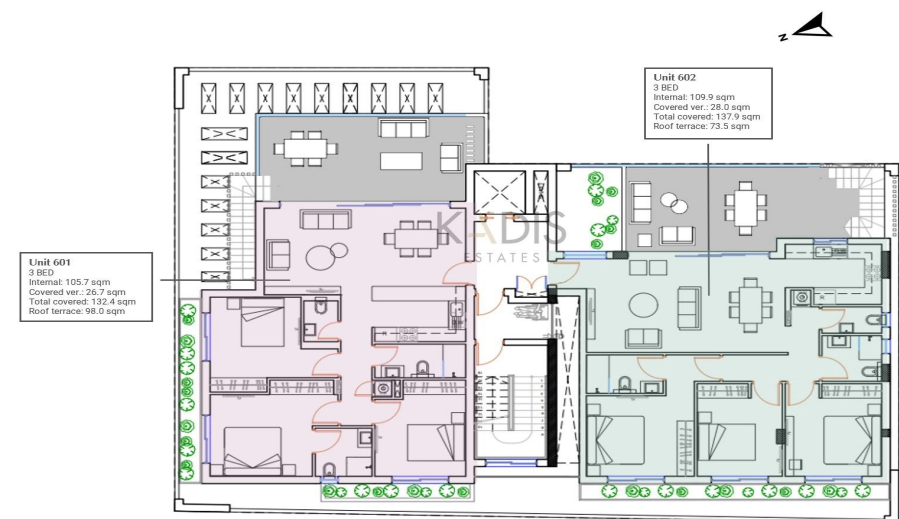 N
Unit 602
3 BED
Internal: 109.9 sqm
Covered ver.: 28.0 sqm
Total covered: 137.9 sqm
Roof terrace: 73.5 sqm
KADIS
ESTATES
Unit 601
3 BED
Internal: 105.7 sqm
Covered ver.: 26.7 sqm
Total covered: 132.4 sqm
Roof terrace: 98.0 sqm